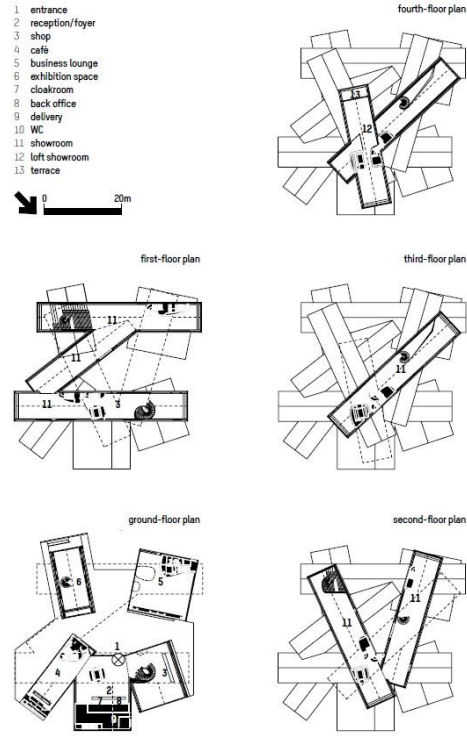 1 entrance
2 reception/foyer
3 shop
4 café
5 business lounge
6 exhibition space
7 cloakroom
8 back office
9 delivery
10 WC
11 showroom
12 loft showroom
13 terrace
0 20m
fourth-floor plan
13
12
first-floor plan
11
11
11 3
third-floor plan
11
ground-floor plan
6
5
1
4
3
2
7 8
9
second-floor plan
11
11